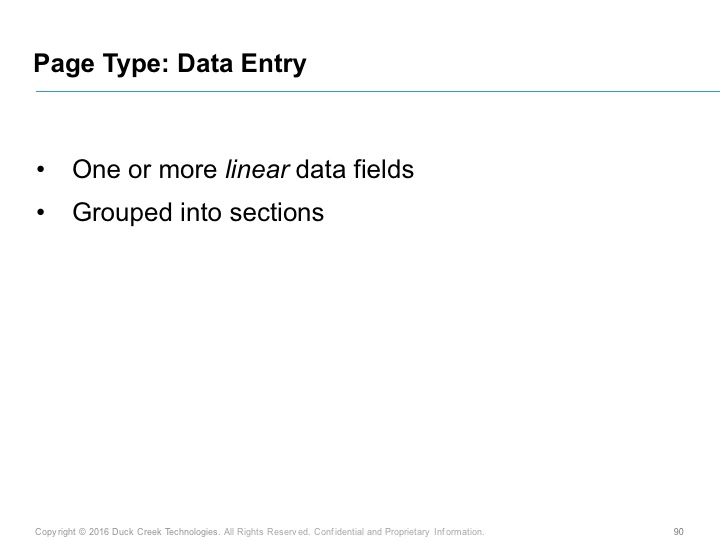 Page Type: Data Entry
• One or more linear data fields
• Grouped into sections
Copyright © 2016 Duck Creek Technologies. All Rights Reserved. Confidential and Proprietary Information. 90